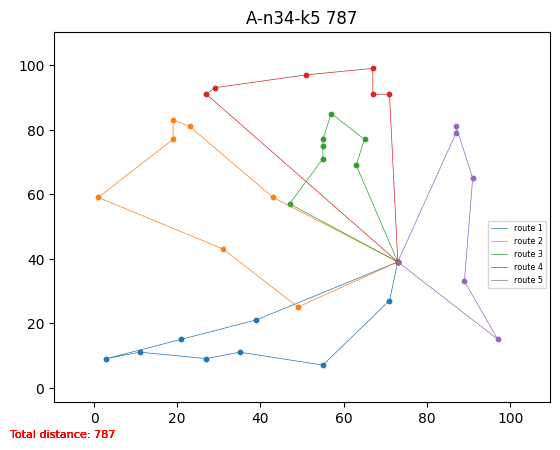 A-n34-k5 787
100
80
60
40
20
0
route 1
route 2
route 3
route 4
route 5
0 20 40 60 80 100
Total distance: 787